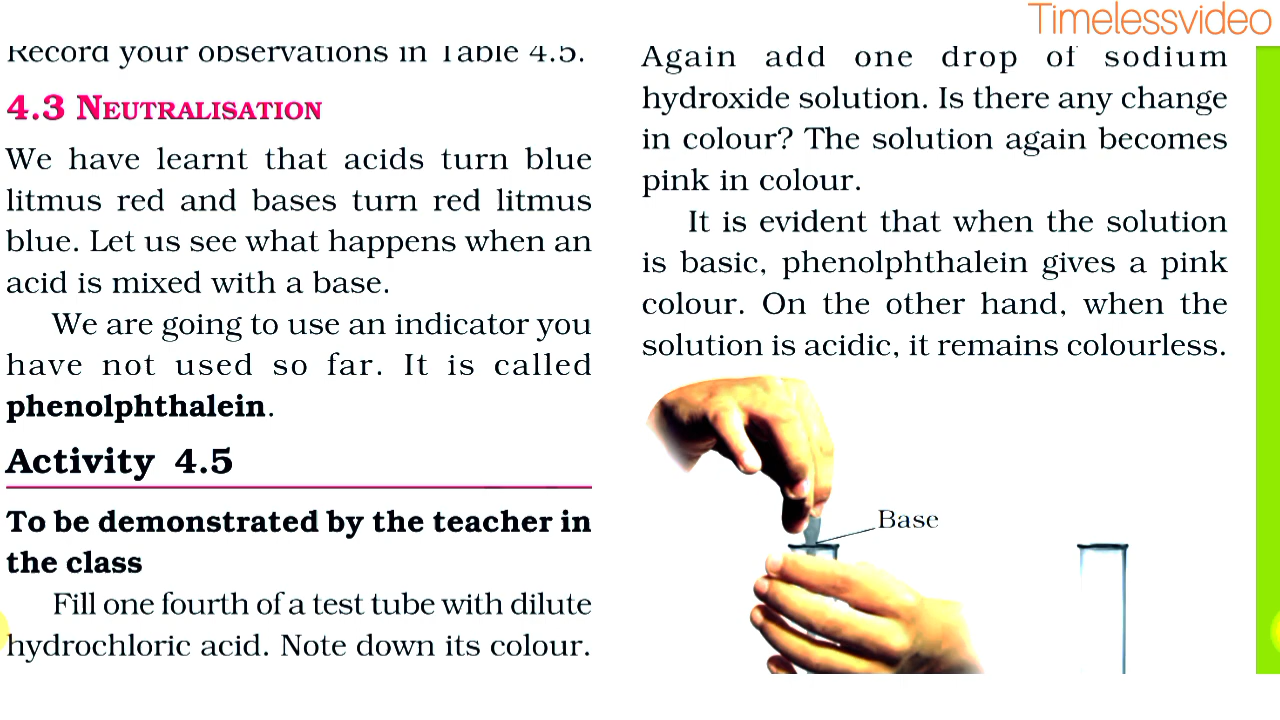 Timelessvideo
Record your observations in Table 4.5.
4.3 NEUTRALISATION
We have learnt that acids turn blue
litmus red and bases turn red litmus
blue. Let us see what happens when an
acid is mixed with a base.
We are going to use an indicator you
have not used so far. It is called
phenolphthalein.
Activity 4.5
To be demonstrated by the teacher in
the class
Fill one fourth of a test tube with dilute
hydrochloric acid. Note down its colour.
Again add one drop of sodium
hydroxide solution. Is there any change
in colour? The solution again becomes
pink in colour.
It is evident that when the solution
is basic, phenolphthalein gives a pink
colour. On the other hand, when the
solution is acidic, it remains colourless.
Base